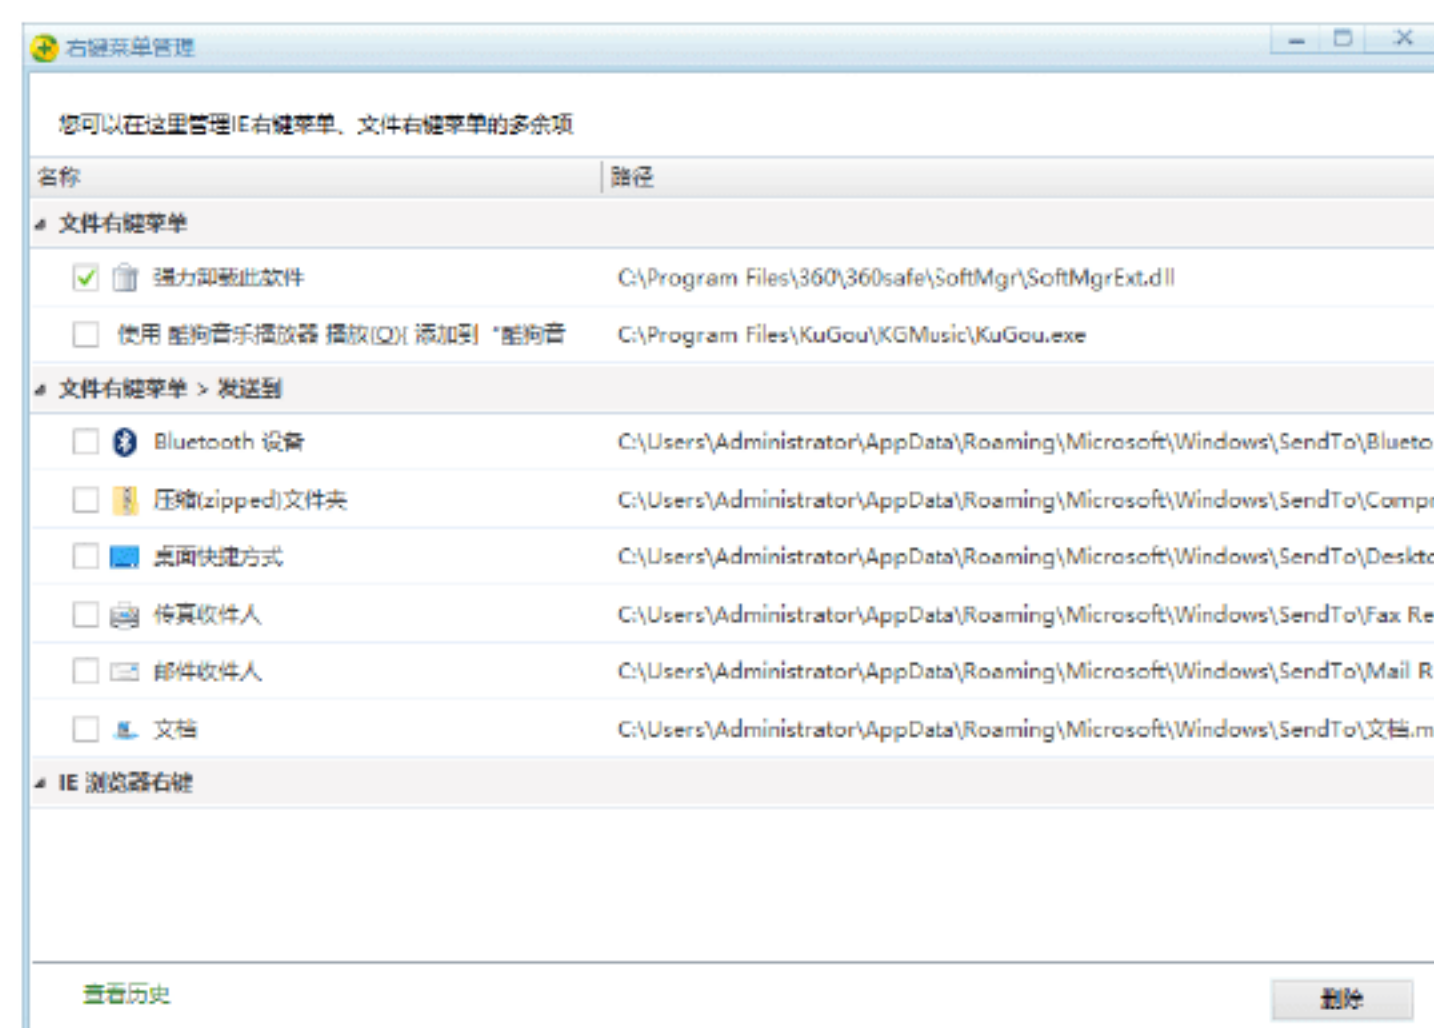 右键菜单管理
您可以在这里管理IE右键菜单、文件右键菜单的多余项
名称 路径
文件右键菜单
强力卸载此软件 C:\Program Files\360\360safe\SoftMgr\SoftMgrExt.dll
使用 酷狗音乐播放器 播放(Q)( 添加到 "酷狗音 C:\Program Files\KuGou\KGMusic\KuGou.exe
文件右键菜单 > 发送到
Bluetooth 设备 C:\Users\Administrator\AppData\Roaming\Microsoft\Windows\SendTo\Blueto
压缩(zipped)文件夹 C:\Users\Administrator\AppData\Roaming\Microsoft\Windows\SendTo\Compr
桌面快捷方式 C:\Users\Administrator\AppData\Roaming\Microsoft\Windows\SendTo\Deskto
传真收件人 C:\Users\Administrator\AppData\Roaming\Microsoft\Windows\SendTo\Fax Re
邮件收件人 C:\Users\Administrator\AppData\Roaming\Microsoft\Windows\SendTo\Mail R
文档 C:\Users\Administrator\AppData\Roaming\Microsoft\Windows\SendTo\文档.m
IE 浏览器右键
查看历史 删除